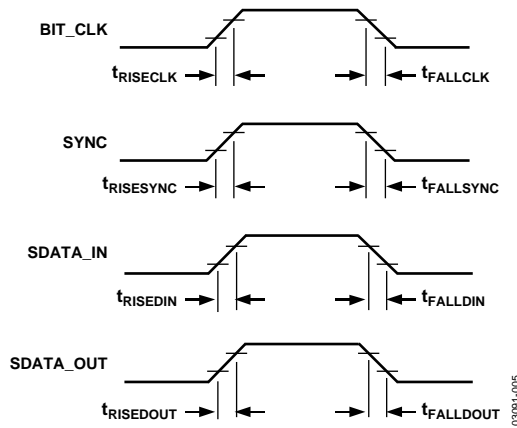 BIT_CLK
tRISECLK
tFALLCLK
SYNC
tRISESYNC
tFALLSYNC
SDATA_IN
tRISEDIN
tFALLDIN
SDATA_OUT
tRISEDOUT
tFALLDOUT
03091-005